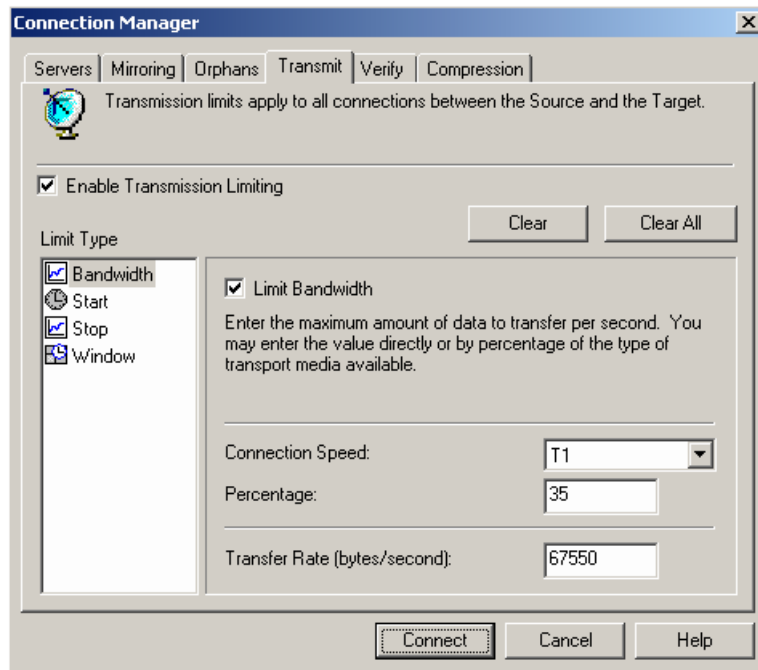 Connection Manager
Servers Mirroring Orphans Transmit Verify Compression
Transmission limits apply to all connections between the Source and the Target.
Enable Transmission Limiting
Clear Clear All
Limit Type
Bandwidth
Start
Stop
Window
Limit Bandwidth
Enter the maximum amount of data to transfer per second. You
may enter the value directly or by percentage of the type of
transport media available.
Connection Speed: T1
Percentage: 35
Transfer Rate (bytes/second): 67550
Connect Cancel Help